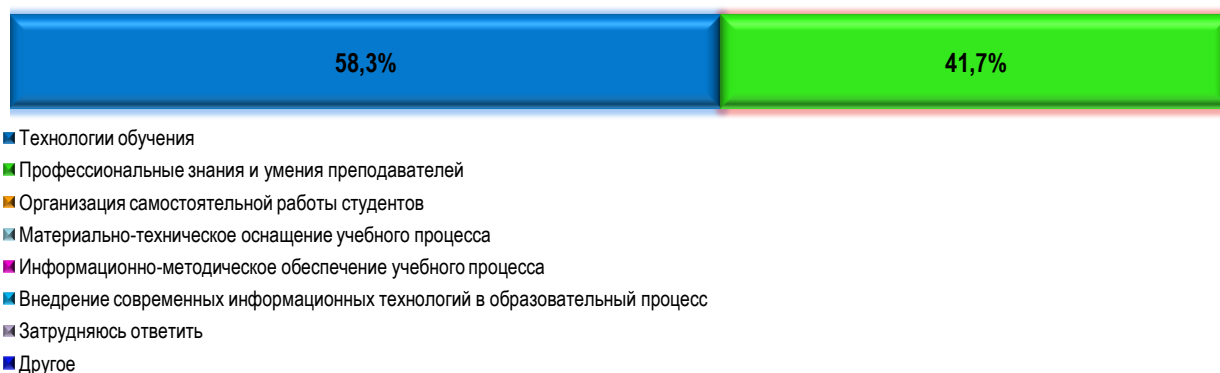 58,3% 41,7%
Технологии обучения
Профессиональные знания и умения преподавателей
Организация самостоятельной работы студентов
Материально-техническое оснащение учебного процесса
Информационно-методическое обеспечение учебного процесса
Внедрение современных информационных технологий в образовательный процесс
Затрудняюсь ответить
Другое